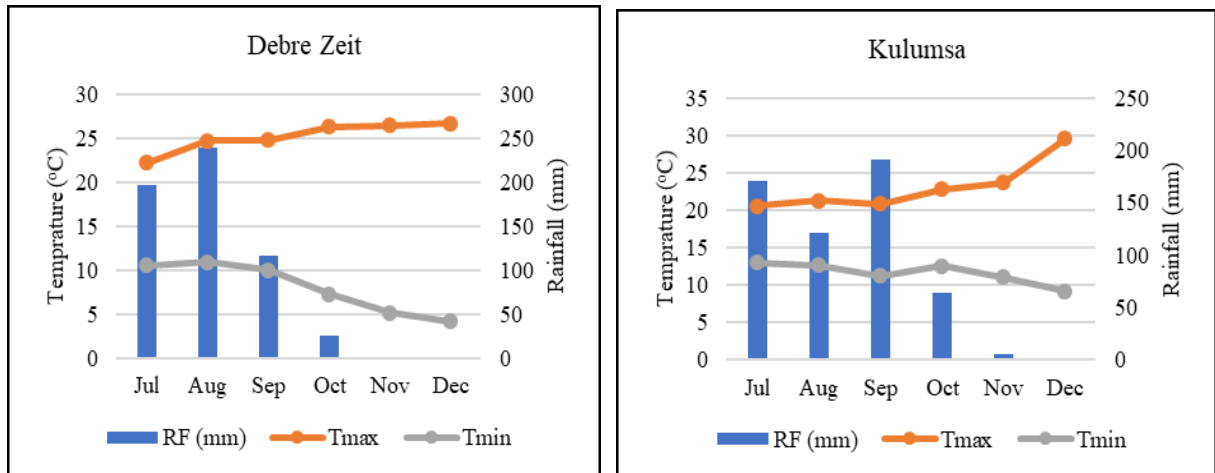 Debre Zeit
Temprature (°C)
30
25
20
15
10
5
0
300
250
200
150
100
50
0
Rainfall (mm)
Jul Aug Sep Oct Nov Dec
RF (mm) Tmax Tmin
Kulumsa
Temprature (°C)
35
30
25
20
15
10
5
0
250
200
150
100
50
0
Rainfall (mm)
Jul Aug Sep Oct Nov Dec
RF (mm) Tmax Tmin